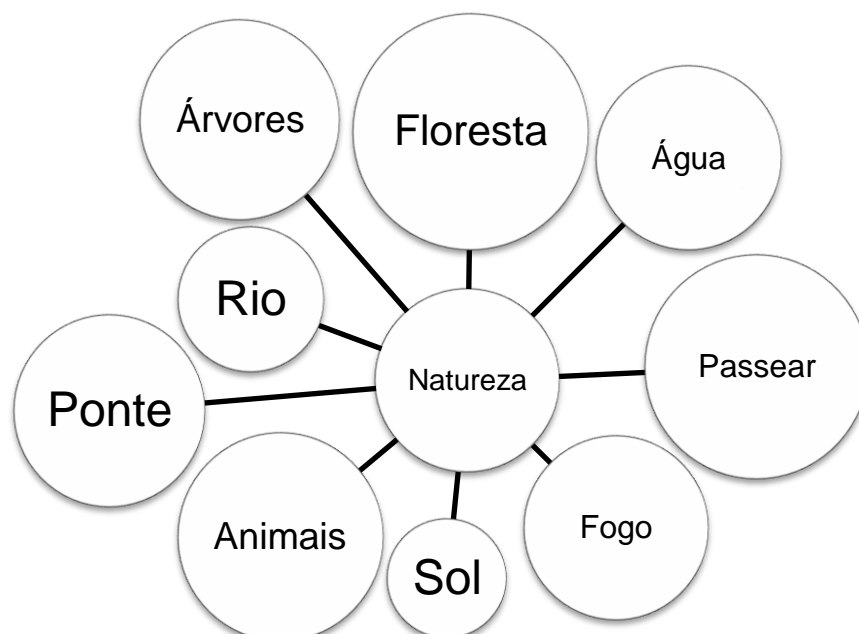 Árvores
Floresta
Água
Rio
Natureza
Passear
Ponte
Animais
Sol
Fogo